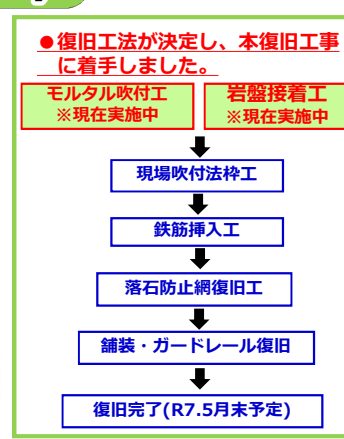 ●復旧工法が決定し、本復旧工事
に着手しました。
モルタル吹付工
※現在実施中
岩盤接着工
※現在実施中
現場吹付法枠工
鉄筋挿入工
落石防止網復旧工
舗装・ガードレール復旧
復旧完了(R7.5月末予定)